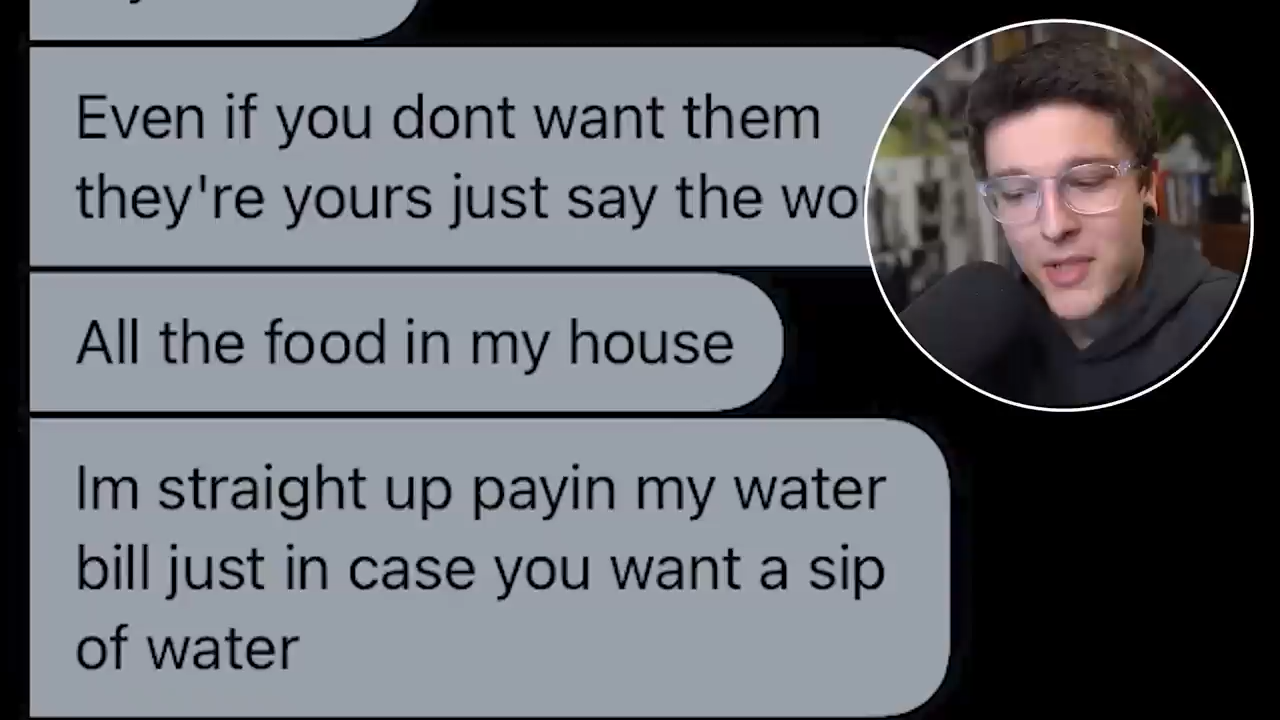 Even if you dont want them
they're yours just say the
All the food in my house
Im straight up payin my water
bill just in case you want a sip
of water